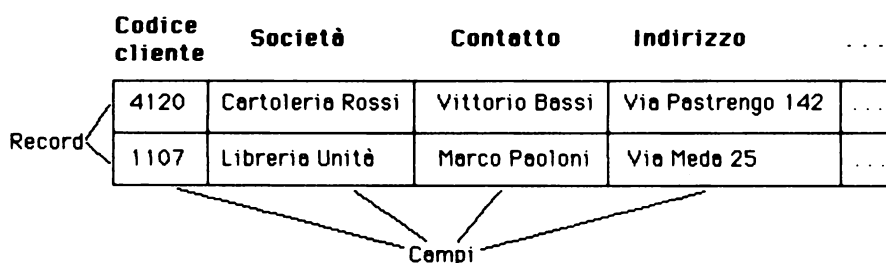 Codice cliente Società Contatto Indirizzo ...
4120 Cartoleria Rossi Vittorio Bassi Via Pastrengo 142 ...
Record
1107 Libreria Unità Marco Paoloni Via Meda 25 ...
Campi